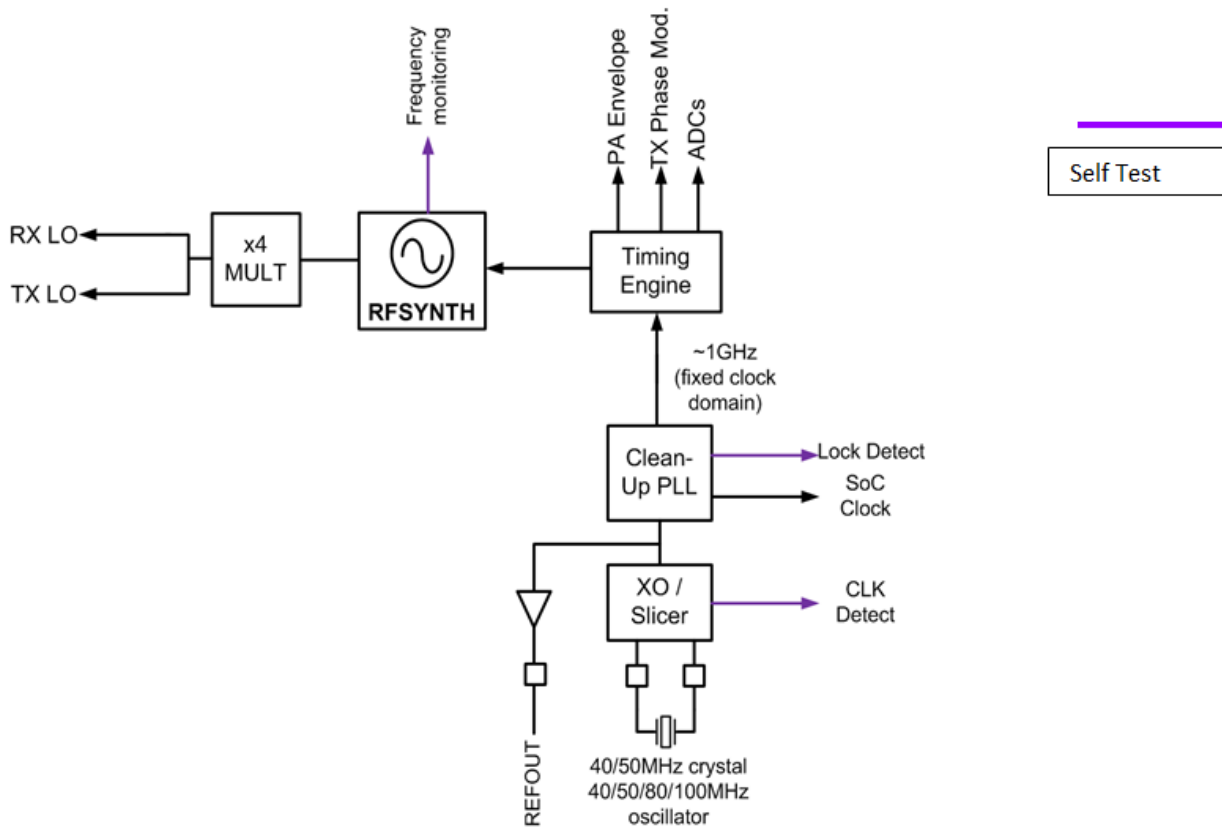 Frequency
monitoring
PA Envelope
TX Phase Mod.
ADCs
Self Test
RX LO
TX LO
x4
MULT
RFSYNTH
Timing
Engine
~1GHz
(fixed clock
domain)
Clean-
Up PLL
Lock Detect
SoC
Clock
XO /
Slicer
CLK
Detect
REFOUT
40/50MHz crystal
40/50/80/100MHz
oscillator